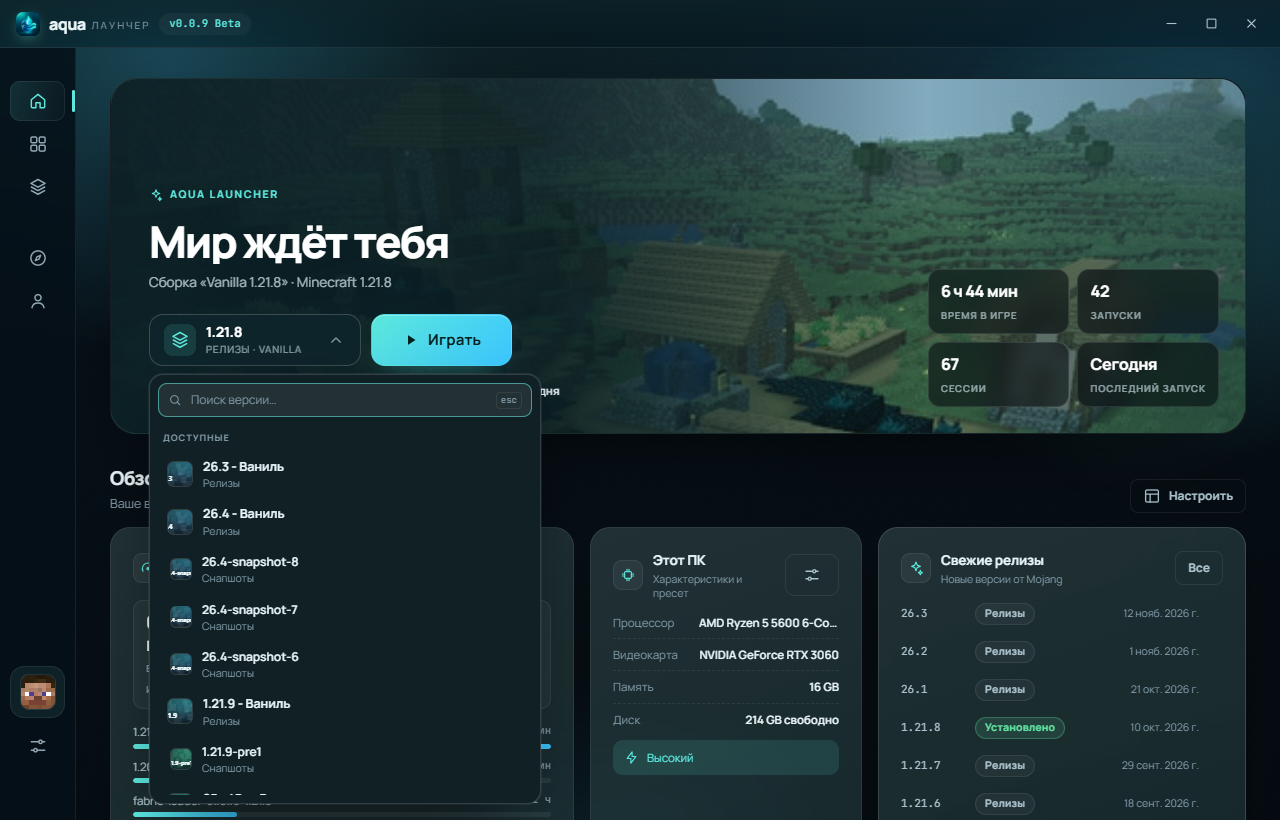 aqua ЛАУНЧЕР v0.0.9 Beta
AQUA LAUNCHER
Мир ждёт тебя
Сборка «Vanilla 1.21.8» · Minecraft 1.21.8
1.21.8
РЕЛИЗЫ · VANILLA
Играть
6 ч 44 мин
ВРЕМЯ В ИГРЕ
42
ЗАПУСКИ
67
СЕССИИ
Сегодня
ПОСЛЕДНИЙ ЗАПУСК
Поиск версии... esc
ДОСТУПНЫЕ
26.3 - Ваниль
Релизы
26.4 - Ваниль
Релизы
26.4-snapshot-8
Снапшоты
26.4-snapshot-7
Снапшоты
26.4-snapshot-6
Снапшоты
1.21.9 - Ваниль
Релизы
1.21.9-pre1
Снапшоты
Настроить
Этот ПК
Характеристики и
пресет
Процессор AMD Ryzen 5 5600 6-Co...
Видеокарта NVIDIA GeForce RTX 3060
Память 16 GB
Диск 214 GB свободно
Высокий
Свежие релизы
Новые версии от Mojang
Все
26.3 Релизы 12 нояб. 2026 г.
26.2 Релизы 1 нояб. 2026 г.
26.1 Релизы 21 окт. 2026 г.
1.21.8 Установлено 10 окт. 2026 г.
1.21.7 Релизы 29 сент. 2026 г.
1.21.6 Релизы 18 сент. 2026 г.